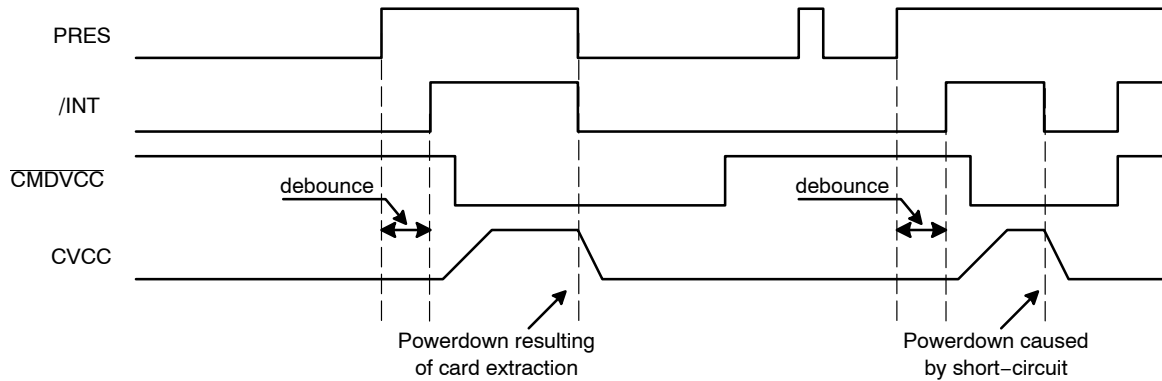 PRES
/INT
CMDVCC
debounce
debounce
CVCC
Powerdown resulting
of card extraction
Powerdown caused
by short−circuit